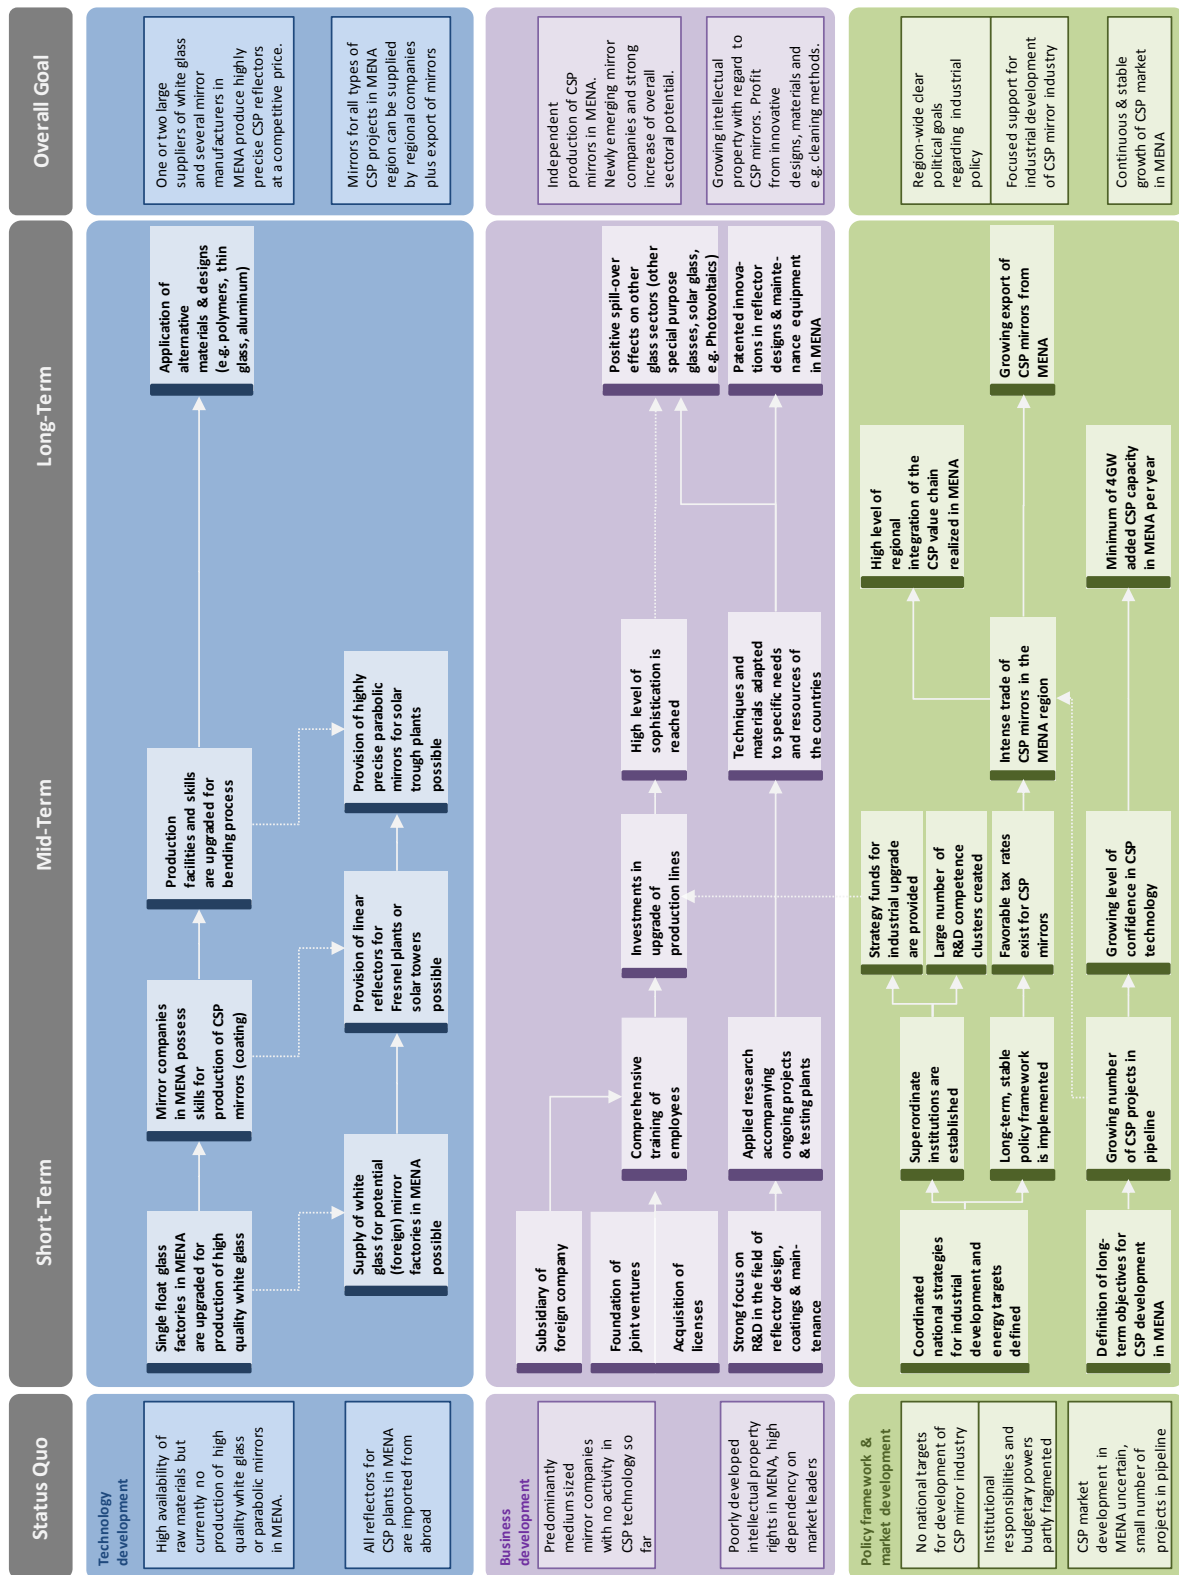 Status Quo
Short-Term
Mid-Term
Long-Term
Overall Goal
Technology
development
High availability of
raw materials but
currently no
production of high
quality white glass
or parabolic mirrors
in MENA.
All reflectors for
CSP plants in MENA
are imported from
abroad
Single float glass
factories in MENA
are upgraded for
production of high
quality white glass
Supply of white
glass for potential
(foreign) mirror
factories in MENA
possible
Mirror companies
in MENA possess
skills for
production of CSP
mirrors (coating)
Provision of linear
reflectors for
Fresnel plants or
solar towers
possible
Production
facilities and skills
are upgraded for
bending process
Provision of highly
precise parabolic
mirrors for solar
trough plants
possible
Application of
alternative
materials & designs
(e.g. polymers, thin
glass, aluminum)
One or two large
suppliers of white glass
and several mirror
manufacturers in
MENA produce highly
precise CSP reflectors
at a competitive price.
Mirrors for all types of
CSP projects in MENA
region can be supplied
by regional companies
plus export of mirrors
Business
development
Predominantly
medium sized
mirror companies
with no activity in
CSP technology so
far
Poorly developed
intellectual property
rights in MENA, high
dependency on
market leaders
Subsidiary of
foreign company
Foundation of
joint ventures
Acquisition of
licenses
Strong focus on
R&D in the field of
reflector design,
coatings & main-
tenance
Comprehensive
training of
employees
Applied research
accompanying
ongoing projects
& testing plants
Investments in
upgrade of
production lines
High level of
sophistication is
reached
Techniques and
materials adapted
to specific needs
and resources of
the countries
Positive spill-over
effects on other
glass sectors (other
special purpose
glasses, solar glass,
e.g. Photovoltaics)
Patented innova-
tions in reflector
designs & mainte-
nance equipment
in MENA
Independent
production of CSP
mirrors in MENA.
Newly emerging mirror
companies and strong
increase of overall
sectoral potential.
Growing intellectual
property with regard to
CSP mirrors. Profit
from innovative
designs, materials and
e.g. cleaning methods.
Policy framework &
market development
No national targets
for development of
CSP mirror industry
Institutional
responsibilities and
budgetary powers
partly fragmented
CSP market
development in
MENA uncertain,
small number of
projects in pipeline
Coordinated
national strategies
for industrial
development and
energy targets
defined
Definition of long-
term objectives for
CSP development
in MENA
Superordinate
institutions are
established
Long-term, stable
policy framework
is implemented
Growing number
of CSP projects in
pipeline
Strategy funds for
industrial upgrade
are provided
Large number of
R&D competence
clusters created
Favorable tax rates
exist for CSP
mirrors
Growing level of
confidence in CSP
technology
Intense trade of
CSP mirrors in the
MENA region
High level of
regional
integration of the
CSP value chain
realized in MENA
Minimum of 4GW
added CSP capacity
in MENA per year
Growing export of
CSP mirrors from
MENA
Region-wide clear
political goals
regarding industrial
policy
Focused support for
industrial development
of CSP mirror industry
Continuous & stable
growth of CSP market
in MENA